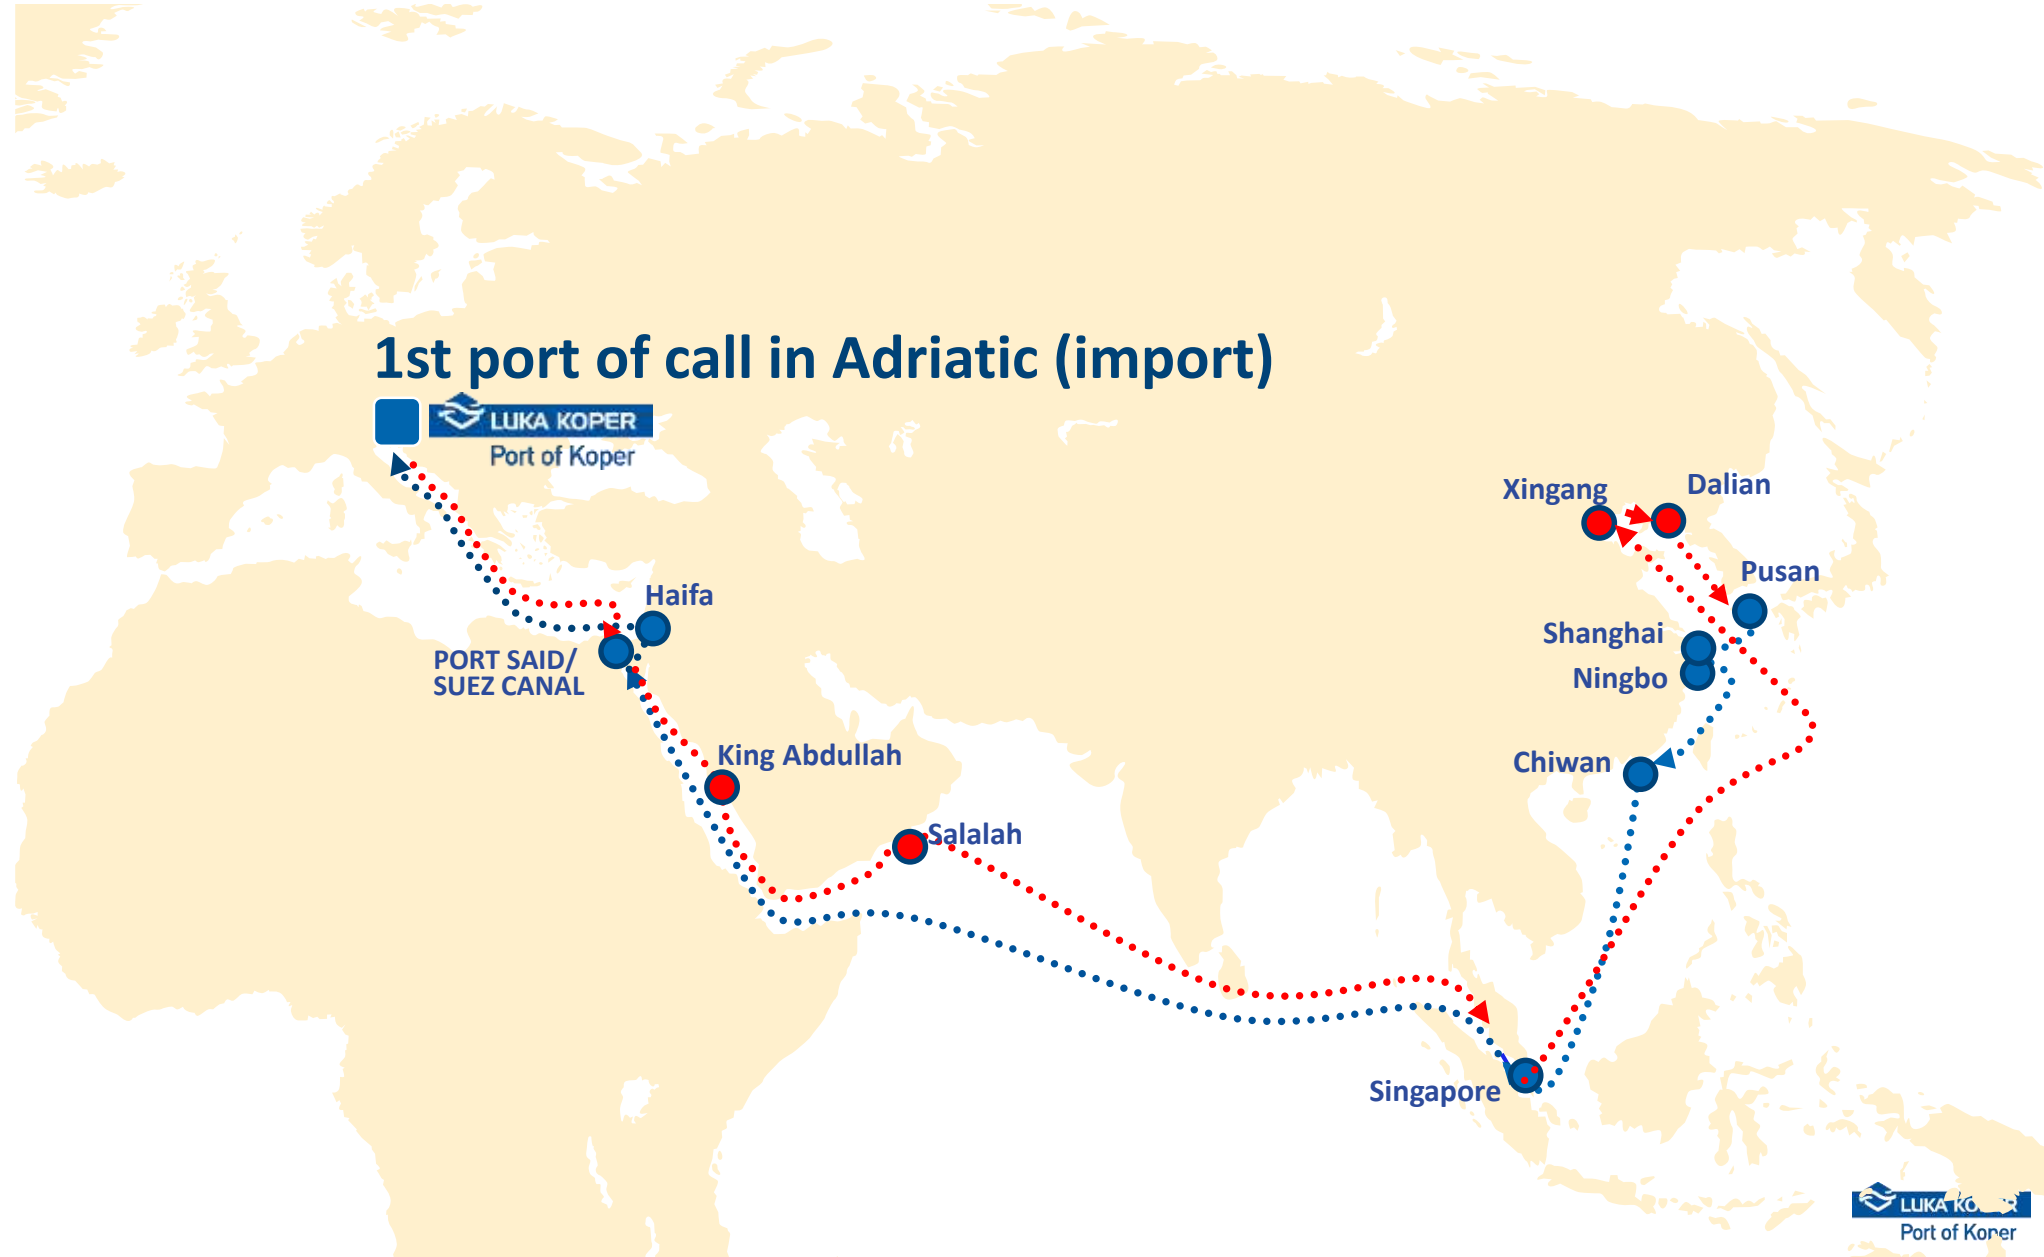 1st port of call in Adriatic (import)
LUKA KOPER
Port of Koper
Xingang
Dalian
Pusan
Haifa
Shanghai
PORT SAID/
SUEZ CANAL
Ningbo
King Abdullah
Chiwan
Salalah
Singapore
LUKA
Port of Koper